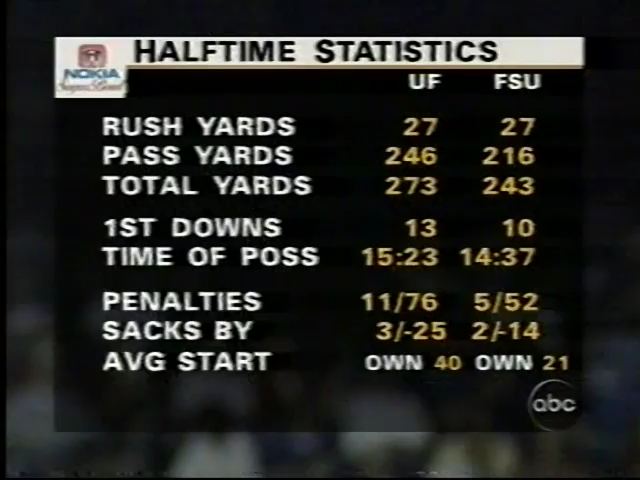 HALFTIME STATISTICS
NOKIA
Sugar Bowl
UF FSU
RUSH YARDS 27 27
PASS YARDS 246 216
TOTAL YARDS 273 243
1ST DOWNS 13 10
TIME OF POSS 15:23 14:37
PENALTIES 11/76 5/52
SACKS BY 3/-25 2/-14
AVG START OWN 40 OWN 21
abc